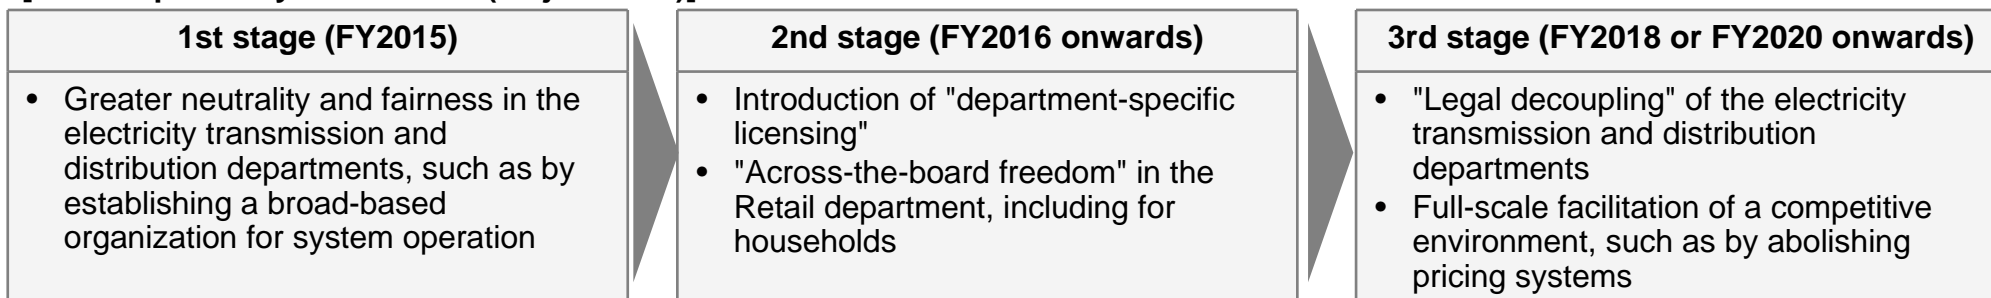 1st stage (FY2015)
• Greater neutrality and fairness in the
electricity transmission and
distribution departments, such as by
establishing a broad-based
organization for system operation
2nd stage (FY2016 onwards)
• Introduction of "department-specific
licensing"
• "Across-the-board freedom" in the
Retail department, including for
households
3rd stage (FY2018 or FY2020 onwards)
• "Legal decoupling" of the electricity
transmission and distribution
departments
• Full-scale facilitation of a competitive
environment, such as by abolishing
pricing systems